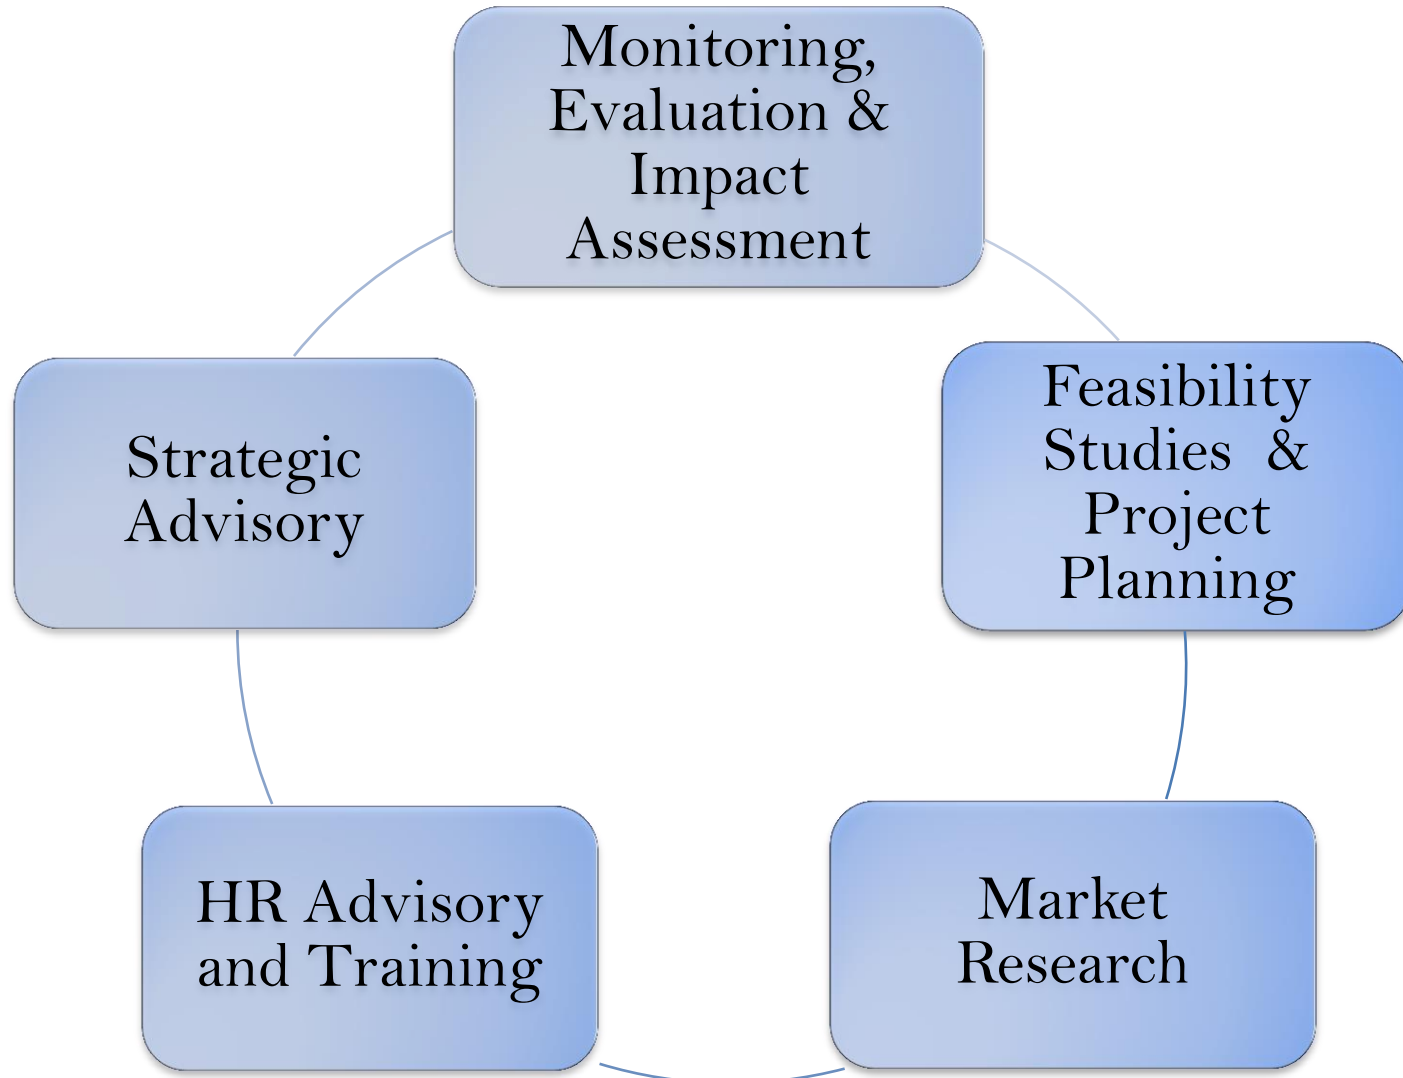 Monitoring,
Evaluation &
Impact
Assessment
Feasibility
Studies  &
Project
Planning
Market
Research
HR Advisory
and Training
Strategic
Advisory